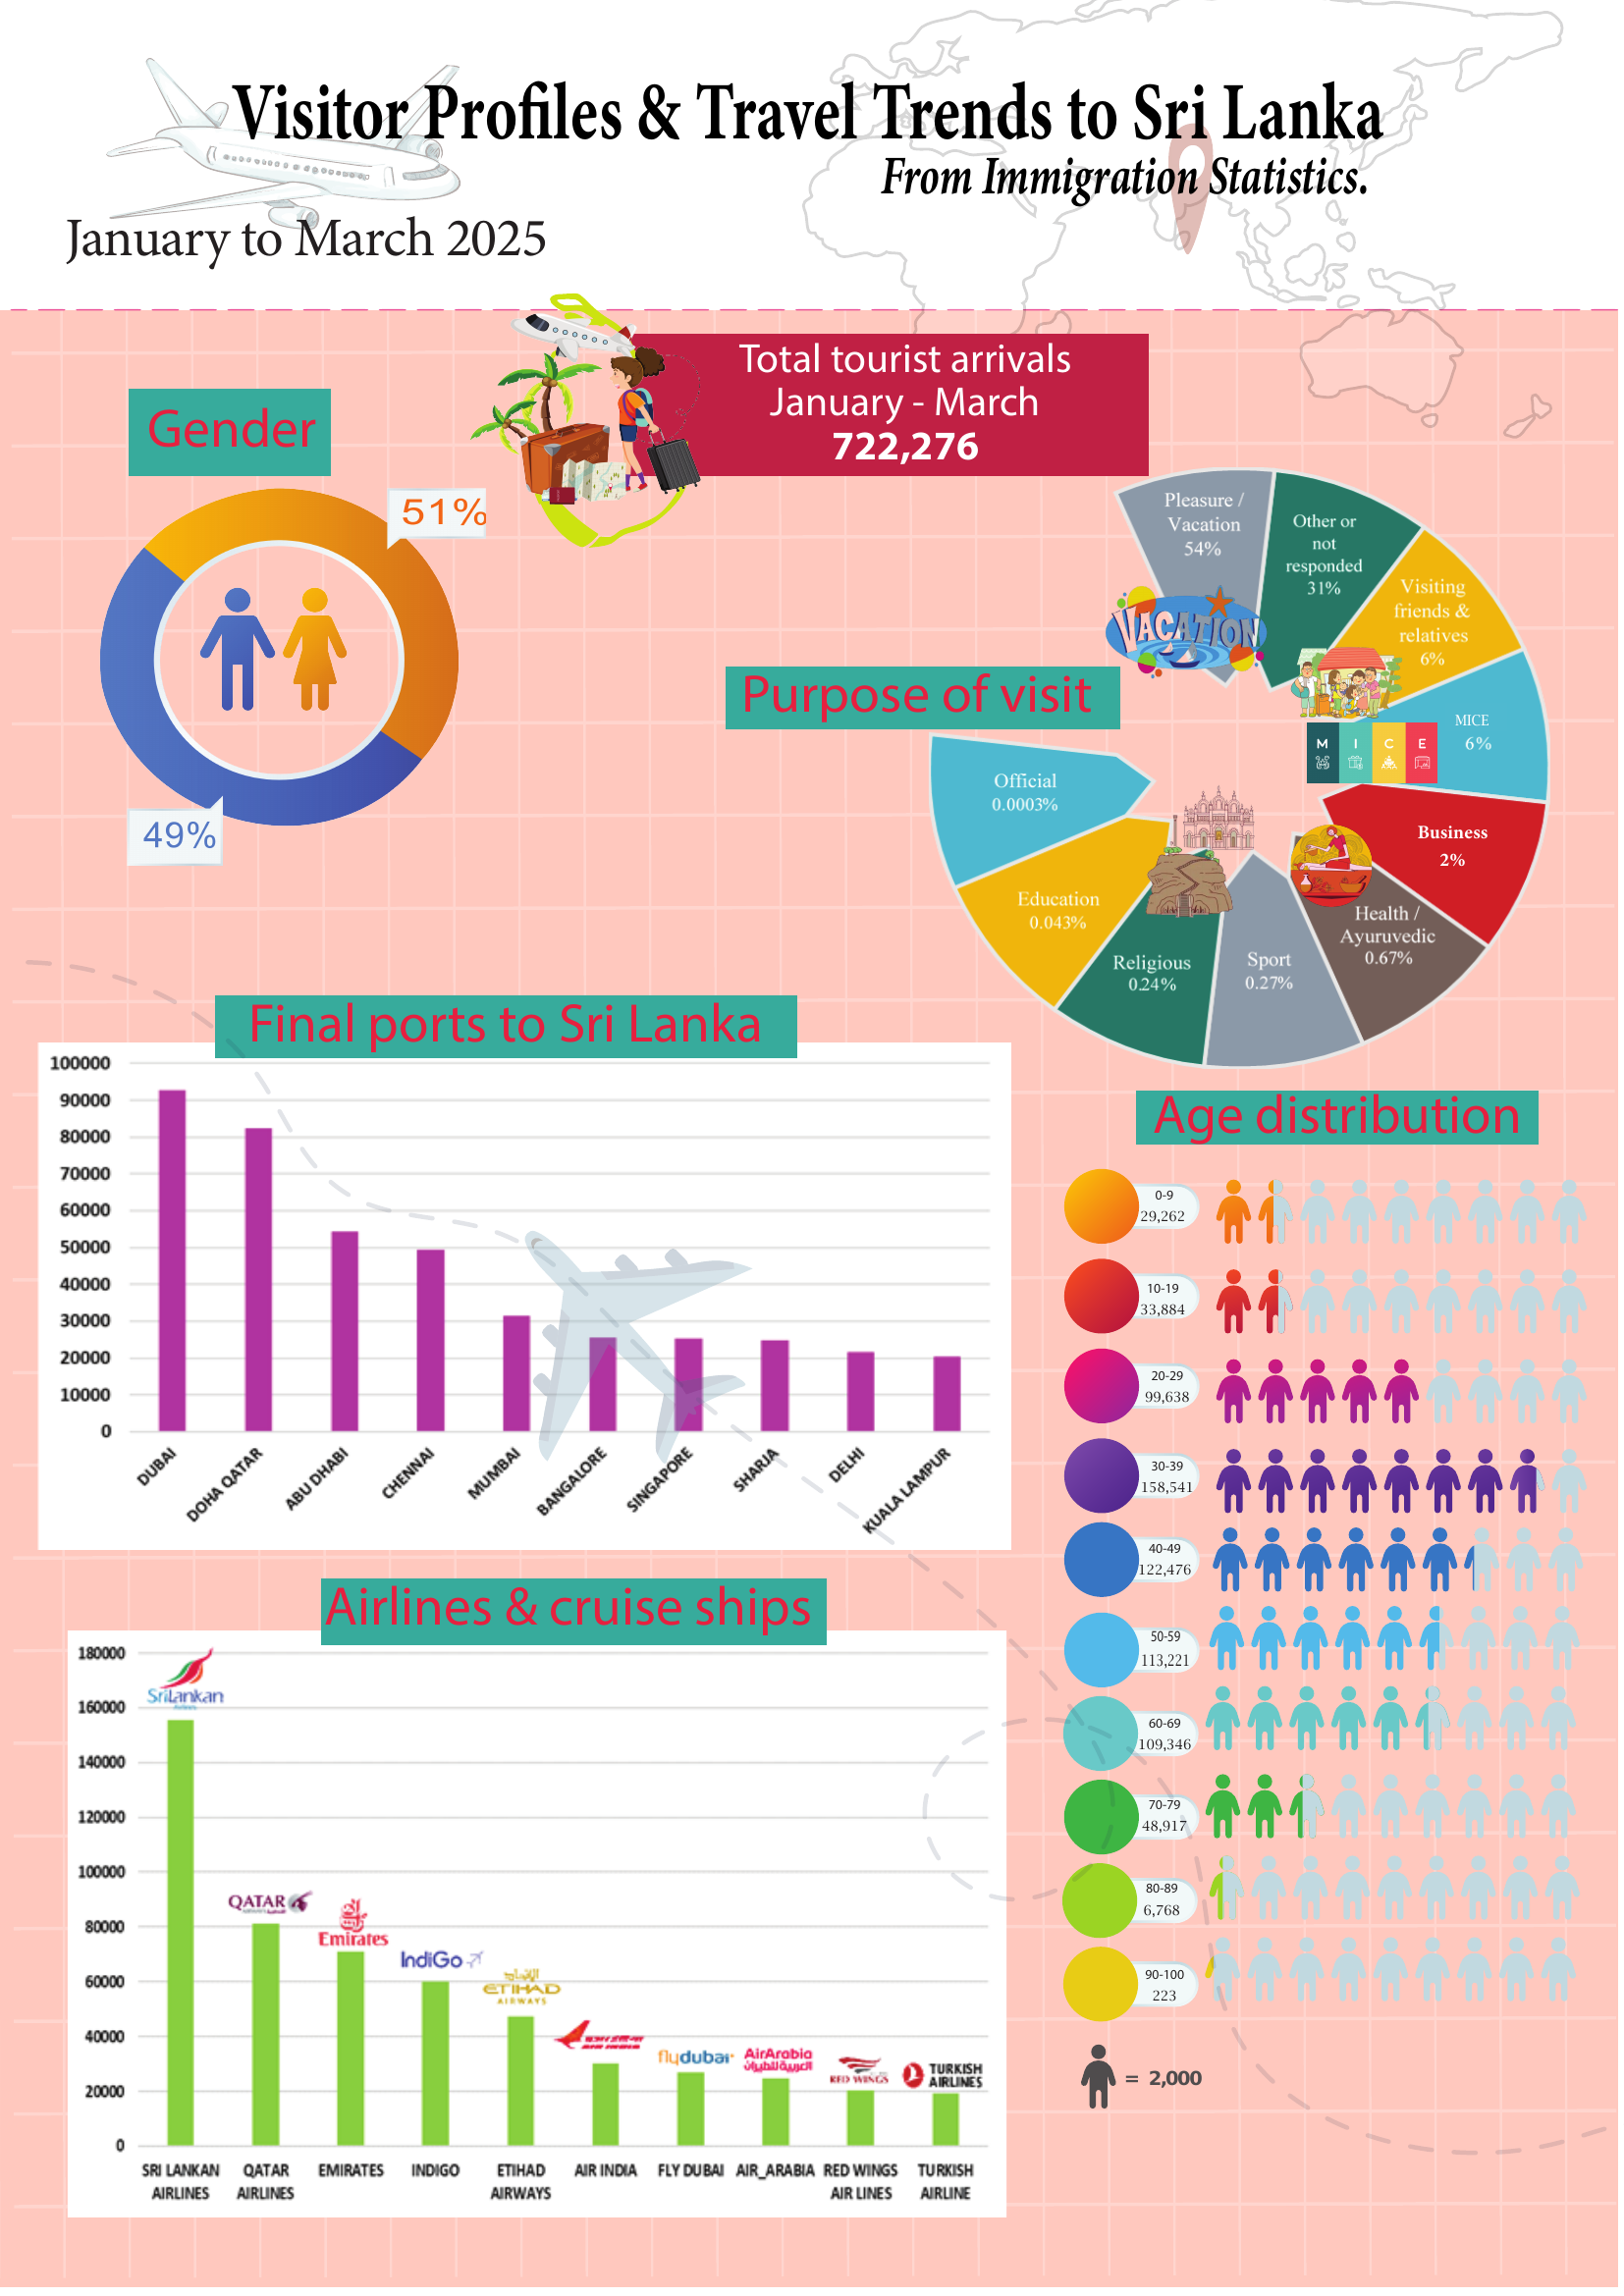 Visitor Profiles & Travel Trends to Sri Lanka
From Immigration Statistics.
January to March 2025
Total tourist arrivals
January - March
722,276
Gender
51%
49%
Purpose of visit
Pleasure /
Vacation
54%
VACATION
Other or
not
responded
31%
Visiting
friends &
relatives
6%
MICE
6%
M I C E
Business
2%
Health /
Ayuruvedic
0.67%
Sport
0.27%
Religious
0.24%
Education
0.043%
Official
0.0003%
Final ports to Sri Lanka
100000
90000
80000
70000
60000
50000
40000
30000
20000
10000
0
DUBAI
DOHA QATAR
ABU DHABI
CHENNAI
MUMBAI
BANGALORE
SINGAPORE
SHARJA
DELHI
KUALA LAMPUR
Age distribution
0-9
29,262
10-19
33,884
20-29
99,638
30-39
158,541
40-49
122,476
50-59
113,221
60-69
109,346
70-79
48,917
80-89
6,768
90-100
223
= 2,000
Airlines & cruise ships
180000
160000
140000
120000
100000
80000
60000
40000
20000
0
SriLankan
Airlines
QATAR
Emirates
IndiGo
ETIHAD
AIRWAYS
AIR INDIA
flydubai
AirArabia
العربية للطيران
RED WINGS
TURKISH
AIRLINES
SRI LANKAN
AIRLINES
QATAR
AIRLINES
EMIRATES
INDIGO
ETIHAD
AIRWAYS
AIR INDIA
FLY DUBAI
AIR_ARABIA
RED WINGS
AIR LINES
TURKISH
AIRLINE